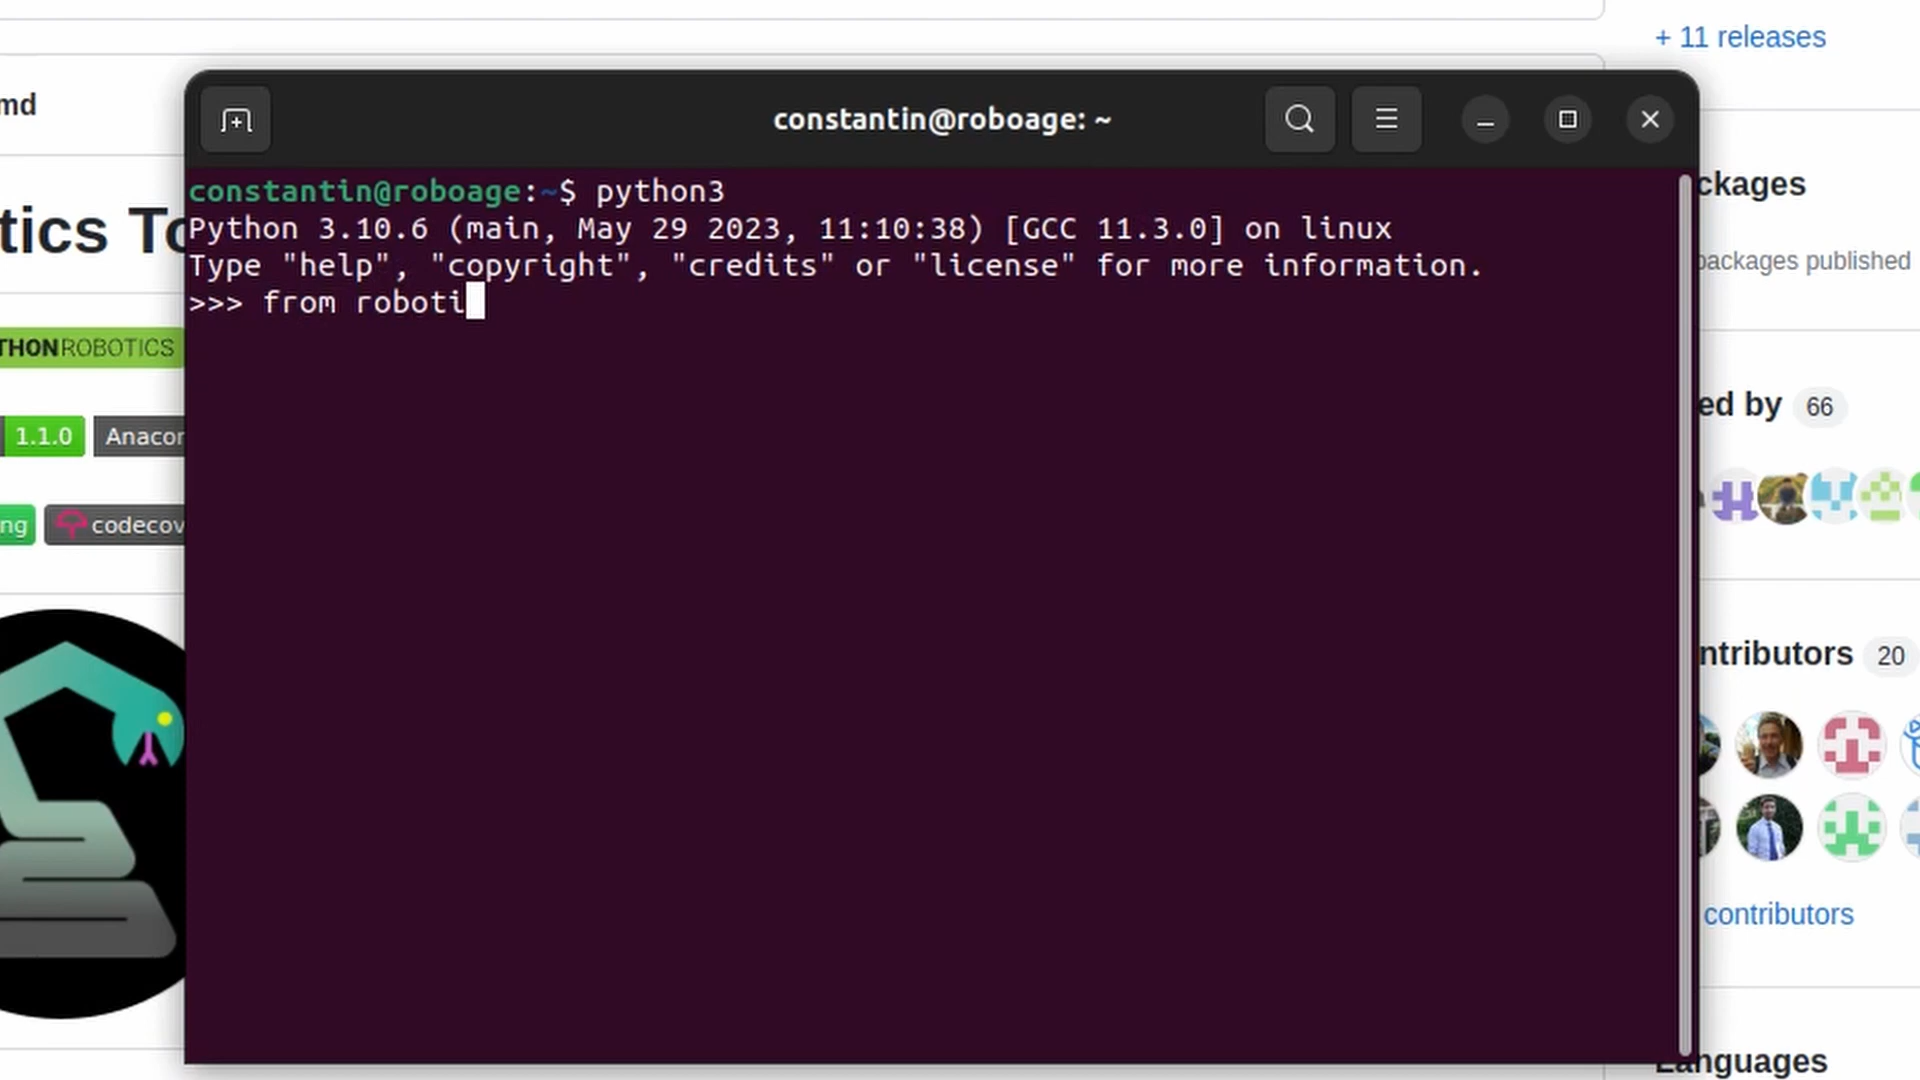 + 11 releases
md
constantin@roboage: ~
constantin@roboage:~$ python3
Python 3.10.6 (main, May 29 2023, 11:10:38) [GCC 11.3.0] on linux
Type "help", "copyright", "credits" or "license" for more information.
>>> from roboti
tics To
THONROBOTICS
1.1.0 Anacon
ng codecov
ckages
packages published
ed by 66
ntributors 20
contributors
Languages